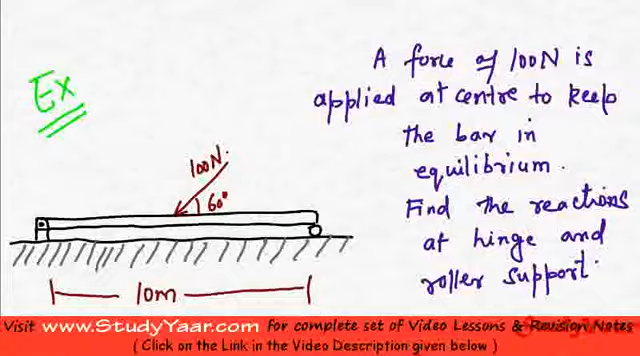 Ex
A force of 100N is
applied at centre to keep
the bar in
equilibrium.
Find the reactions
at hinge and
roller support.
100N.
60°
10m
Visit www.StudyYaar.com for complete set of Video Lessons & Revision Notes
( Click on the Link in the Video Description given below )